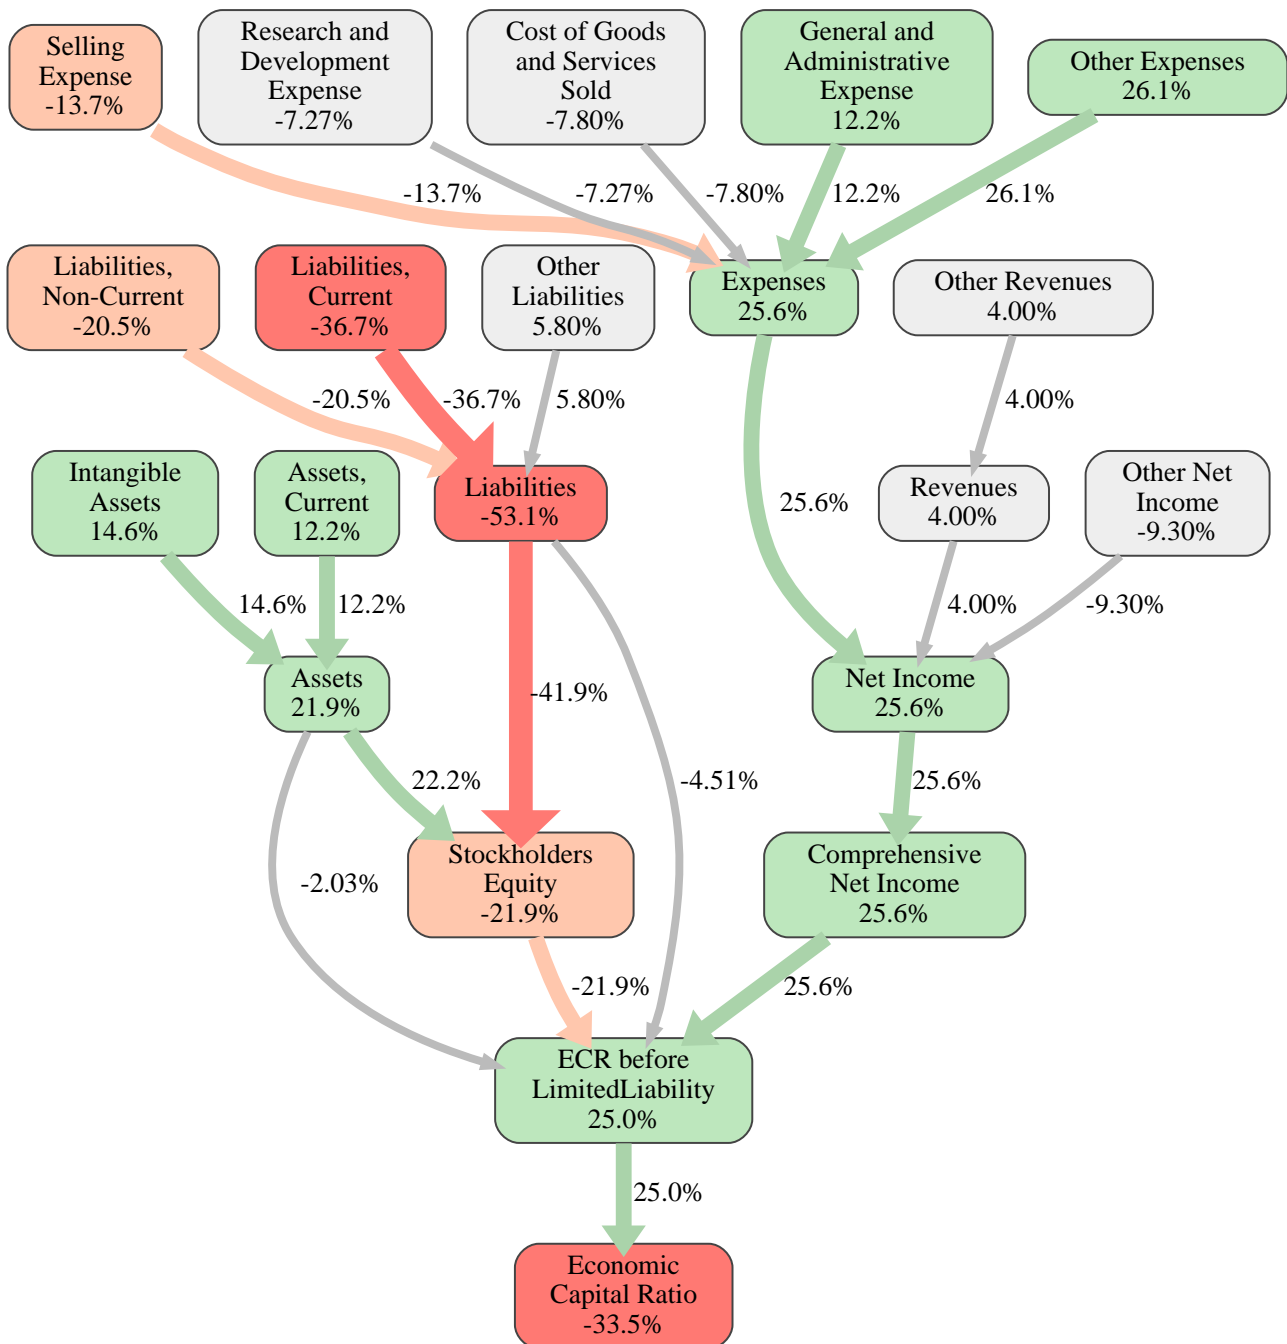 Selling
Expense
-13.7%
Research and
Development
Expense
-7.27%
Cost of Goods
and Services
Sold
-7.80%
General and
Administrative
Expense
12.2%
Other Expenses
26.1%
-13.7%
-7.27%
-7.80%
12.2%
26.1%
Liabilities,
Non-Current
-20.5%
Liabilities,
Current
-36.7%
Other
Liabilities
5.80%
Expenses
25.6%
Other Revenues
4.00%
-20.5%
-36.7%
5.80%
4.00%
Intangible
Assets
14.6%
Assets,
Current
12.2%
Liabilities
-53.1%
25.6%
Revenues
4.00%
Other Net
Income
-9.30%
14.6%
12.2%
4.00%
-9.30%
Assets
21.9%
-41.9%
Net Income
25.6%
22.2%
-4.51%
25.6%
-2.03%
Stockholders
Equity
-21.9%
Comprehensive
Net Income
25.6%
-21.9%
25.6%
ECR before
LimitedLiability
25.0%
25.0%
Economic
Capital Ratio
-33.5%